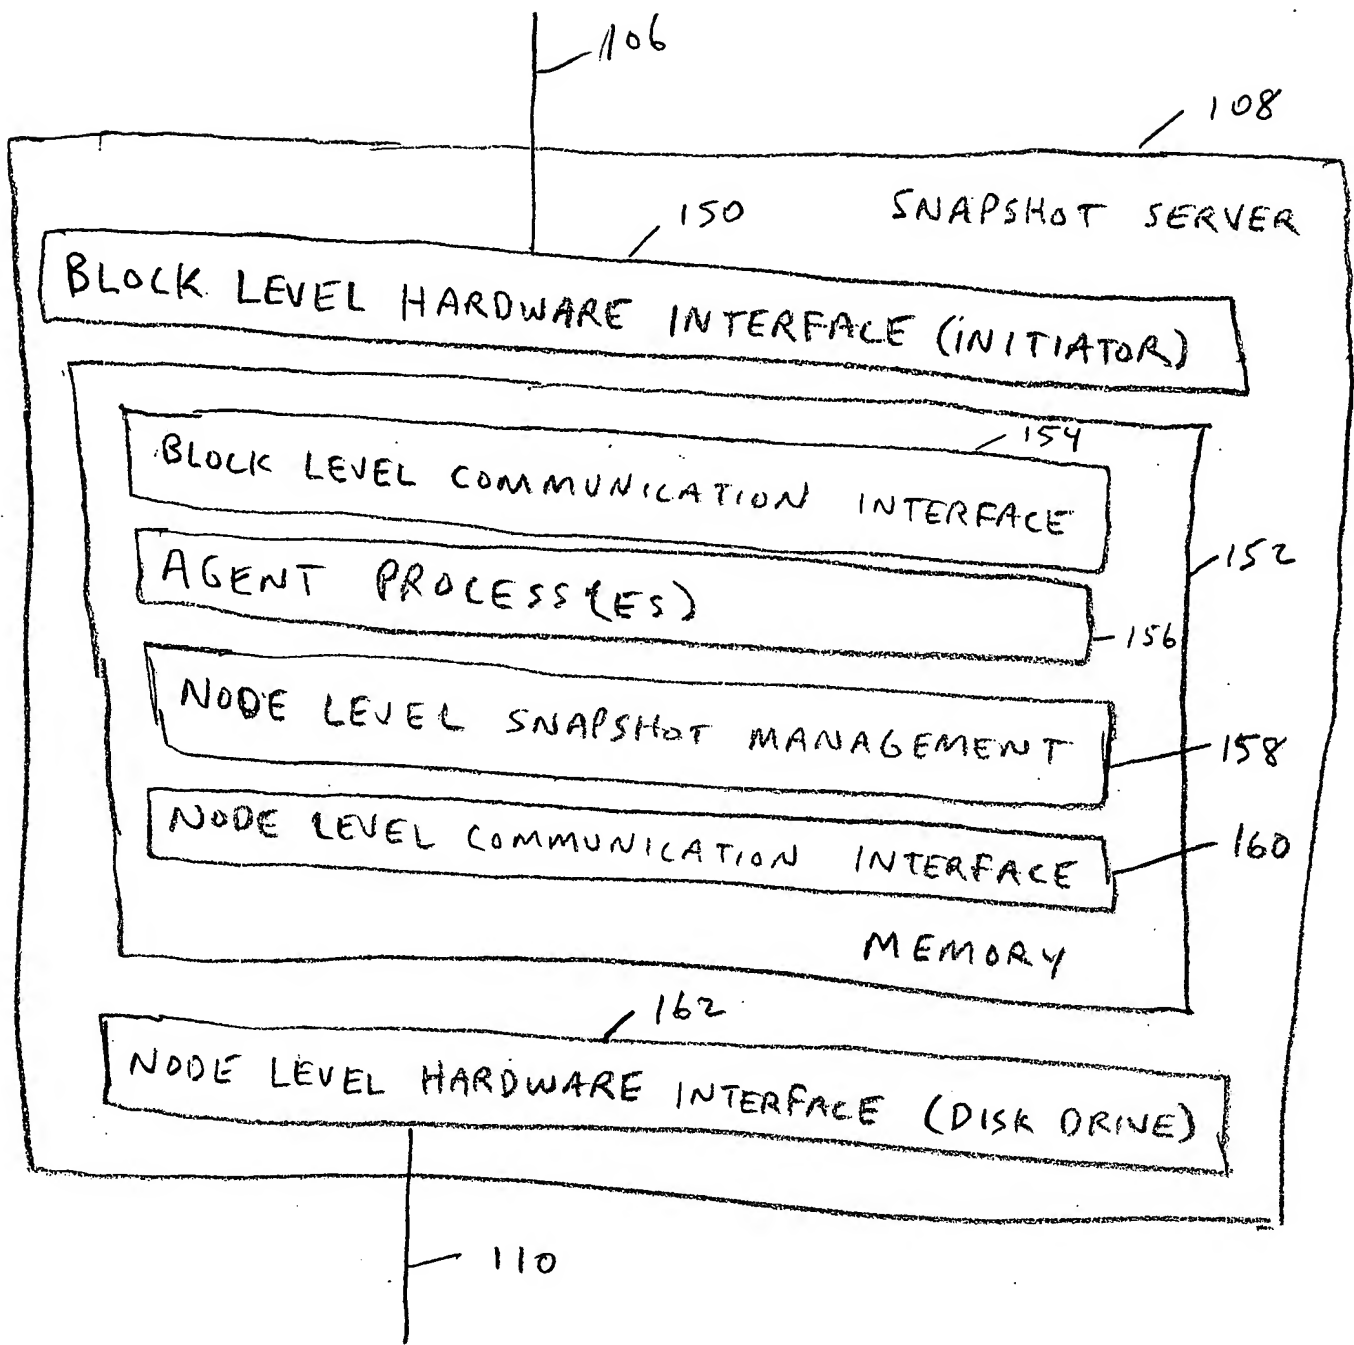 106
108
150
SNAPSHOT SERVER
BLOCK LEVEL HARDWARE INTERFACE (INITIATOR)
154
BLOCK LEVEL COMMUNICATION INTERFACE
152
AGENT PROCESS(ES)
156
NODE LEVEL SNAPSHOT MANAGEMENT
158
NODE LEVEL COMMUNICATION INTERFACE
160
MEMORY
162
NODE LEVEL HARDWARE INTERFACE (DISK DRIVE)
110